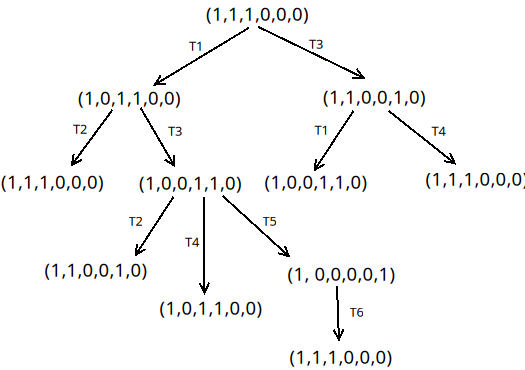 (1,1,1,0,0,0)
T1 T3
(1,0,1,1,0,0) (1,1,0,0,1,0)
T2 T3 T1 T4
(1,1,1,0,0,0) (1,0,0,1,1,0) (1,0,0,1,1,0) (1,1,1,0,0,0)
T2 T4 T5
(1,1,0,0,1,0) (1, 0,0,0,0,1)
(1,0,1,1,0,0) T6
(1,1,1,0,0,0)